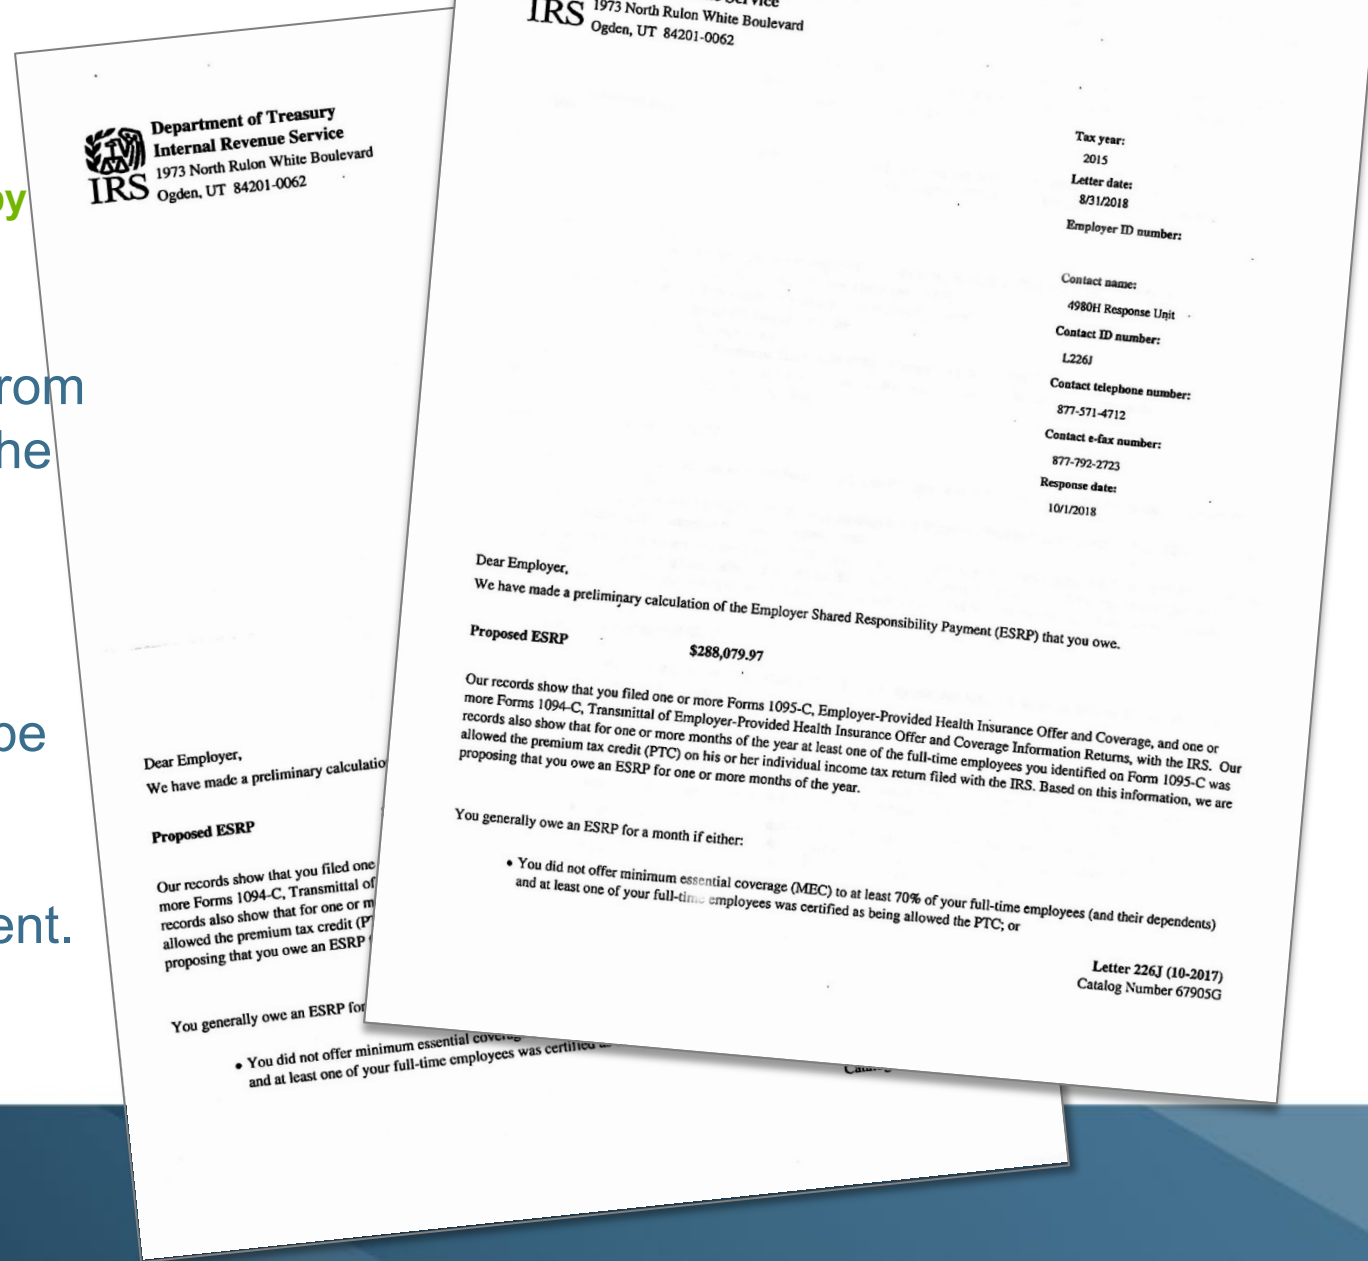 by
rom
he
be
ent.
Department of Treasury
Internal Revenue Service
1973 North Rulon White Boulevard
Ogden, UT 84201-0062
IRS
Dear Employer,
We have made a preliminary calculatio
Proposed ESRP
Our records show that you filed one
more Forms 1094-C, Transmittal of
records also show that for one or m
allowed the premium tax credit (P
proposing that you owe an ESRP
You generally owe an ESRP for
• You did not offer minimum essential coverag
and at least one of your full-time employees was certified
IRS
1973 North Rulon White Boulevard
Ogden, UT 84201-0062
Tax year:
2015
Letter date:
8/31/2018
Employer ID number:
Contact name:
4980H Response Unit
Contact ID number:
L226J
Contact telephone number:
877-571-4712
Contact e-fax number:
877-792-2723
Response date:
10/1/2018
Dear Employer,
We have made a preliminary calculation of the Employer Shared Responsibility Payment (ESRP) that you owe.
Proposed ESRP $288,079.97
Our records show that you filed one or more Forms 1095-C, Employer-Provided Health Insurance Offer and Coverage, and one or
more Forms 1094-C, Transmittal of Employer-Provided Health Insurance Offer and Coverage Information Returns, with the IRS. Our
records also show that for one or more months of the year at least one of the full-time employees you identified on Form 1095-C was
allowed the premium tax credit (PTC) on his or her individual income tax return filed with the IRS. Based on this information, we are
proposing that you owe an ESRP for one or more months of the year.
You generally owe an ESRP for a month if either:
• You did not offer minimum essential coverage (MEC) to at least 70% of your full-time employees (and their dependents)
and at least one of your full-time employees was certified as being allowed the PTC; or
Letter 226J (10-2017)
Catalog Number 67905G